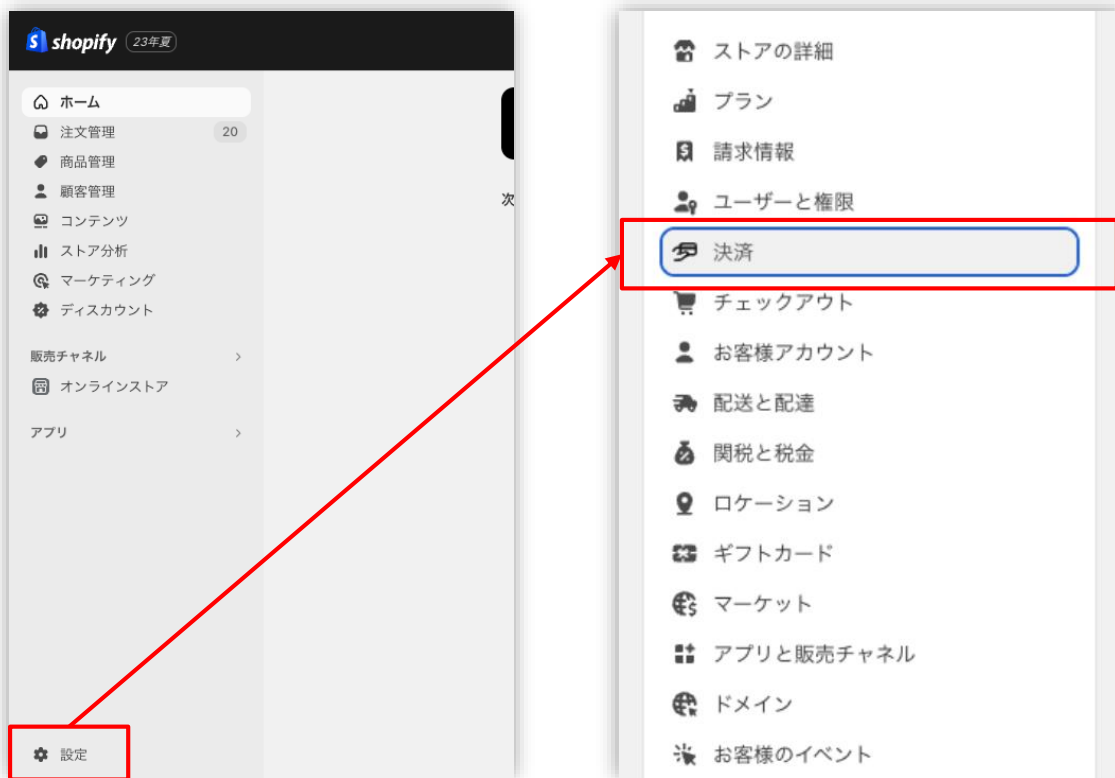 shopify 23年夏
ホーム
注文管理 20
商品管理
顧客管理
コンテンツ
ストア分析
マーケティング
ディスカウント
販売チャネル
オンラインストア
アプリ
設定
次
ストアの詳細
プラン
請求情報
ユーザーと権限
決済
チェックアウト
お客様アカウント
配送と配達
関税と税金
ロケーション
ギフトカード
マーケット
アプリと販売チャネル
ドメイン
お客様のイベント